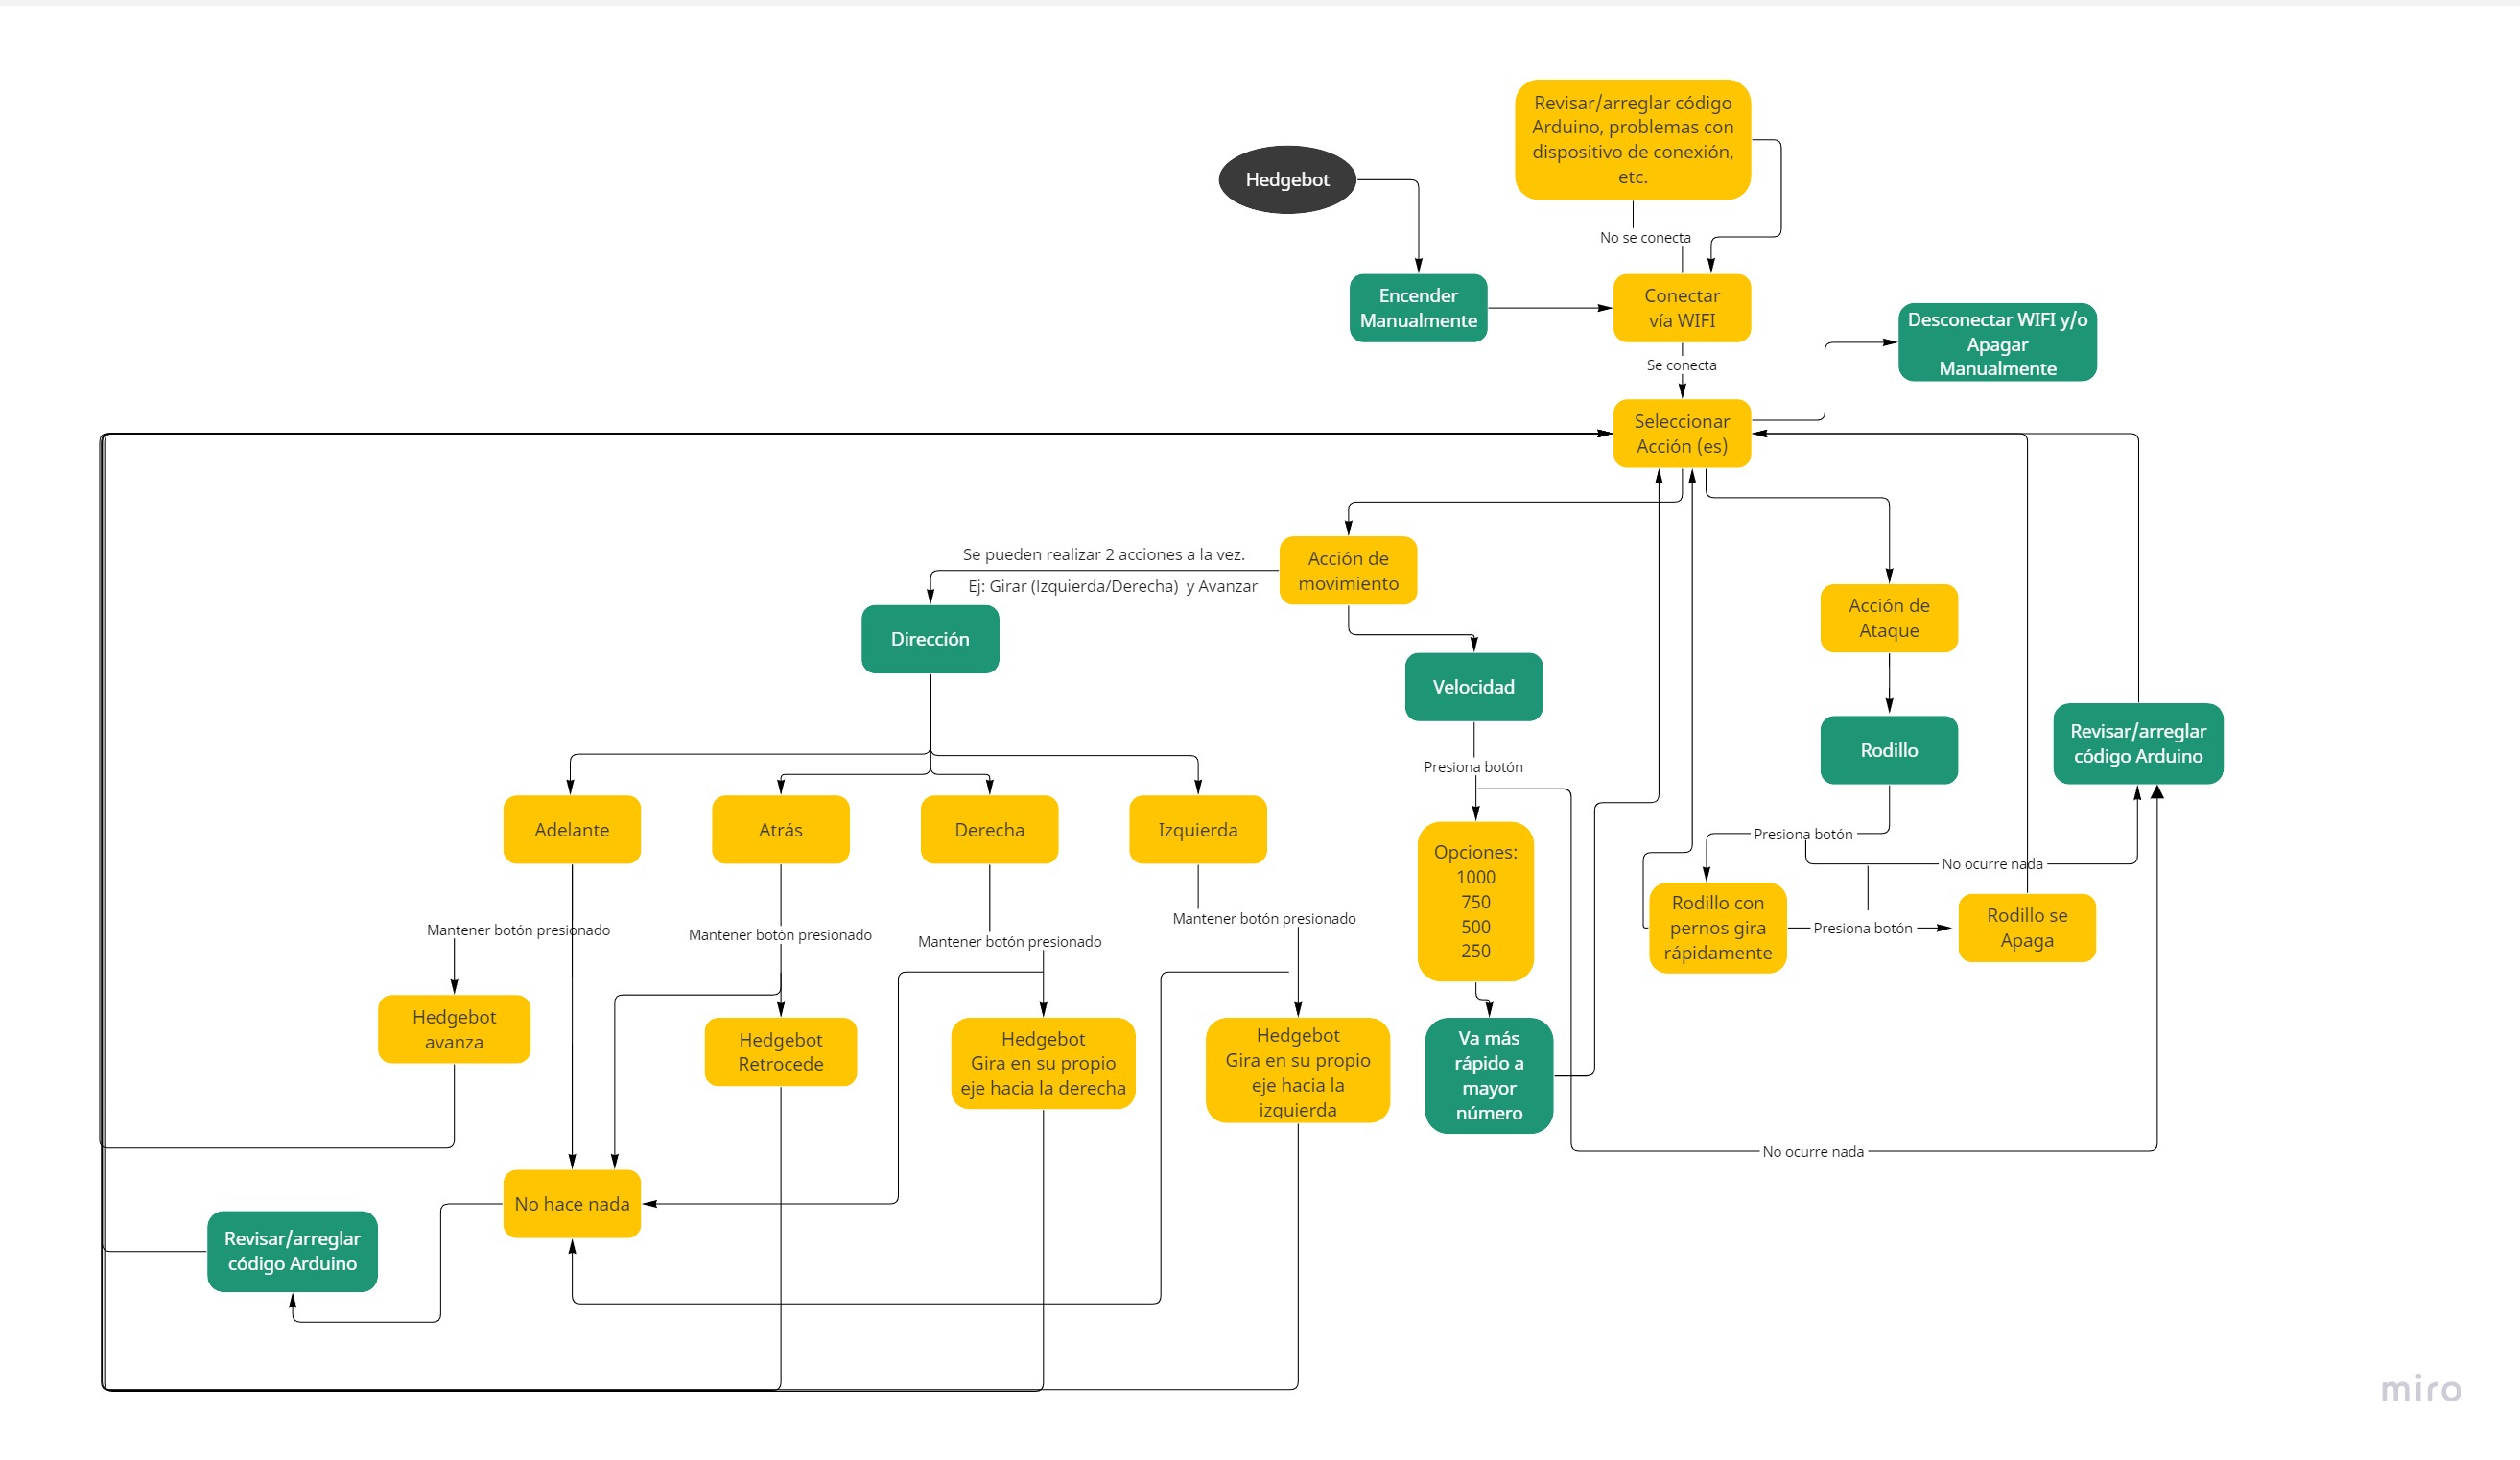 Revisar/arreglar código
Arduino, problemas con
dispositivo de conexión,
etc.
Hedgebot
No se conecta
Encender
Manualmente
Conectar
vía WIFI
Desconectar WIFI y/o
Apagar
Manualmente
Se conecta
Seleccionar
Acción (es)
Se pueden realizar 2 acciones a la vez.
Ej: Girar (Izquierda/Derecha) y Avanzar
Acción de
movimiento
Acción de
Ataque
Dirección
Velocidad
Rodillo
Revisar/arreglar
código Arduino
Presiona botón
Adelante
Atrás
Derecha
Izquierda
Opciones:
1000
750
500
250
Presiona botón
No ocurre nada
Rodillo con
pernos gira
rápidamente
Presiona botón
Rodillo se
Apaga
Mantener botón presionado
Mantener botón presionado
Mantener botón presionado
Mantener botón presionado
Hedgebot
avanza
Hedgebot
Retrocede
Hedgebot
Gira en su propio
eje hacia la derecha
Hedgebot
Gira en su propio
eje hacia la
izquierda
Va más
rápido a
mayor
número
No ocurre nada
No hace nada
Revisar/arreglar
código Arduino
miro